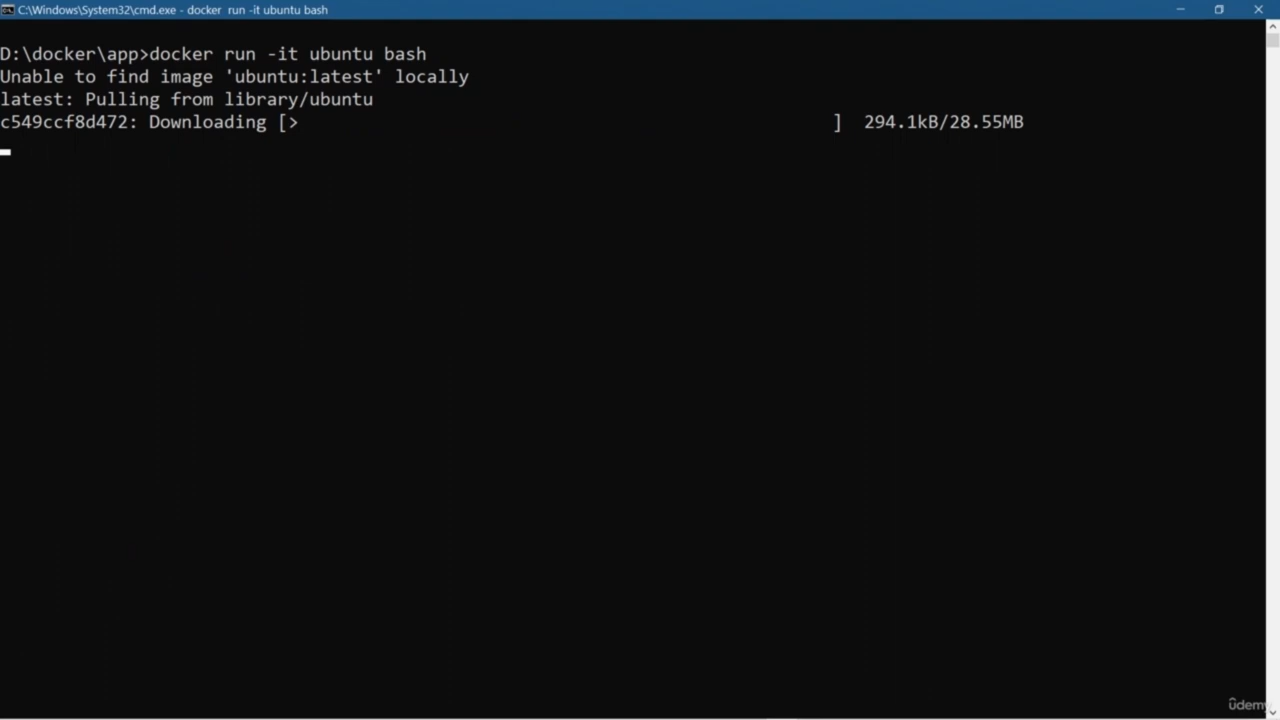 C:\Windows\System32\cmd.exe - docker  run -it ubuntu bash
D:\docker\app>docker run -it ubuntu bash
Unable to find image 'ubuntu:latest' locally
latest: Pulling from library/ubuntu
c549ccf8d472: Downloading [>                                                  ]  294.1kB/28.55MB
ûdemy